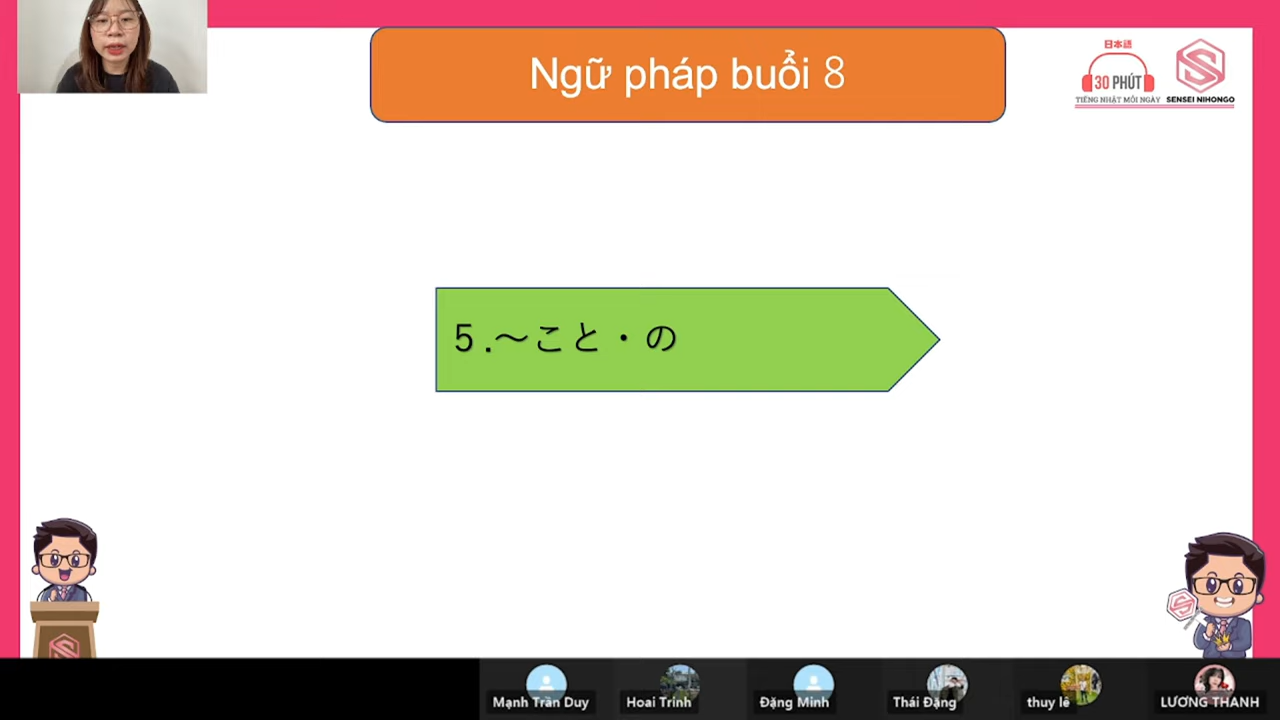 Ngữ pháp buổi 8
日本語
30 PHÚT
TIẾNG NHẬT MỖI NGÀY
SENSEI NIHONGO
5.~こと・の
Mạnh Trần Duy
Hoai Trinh
Đặng Minh
Thái Đặng
thuy lê
LƯƠNG THANH